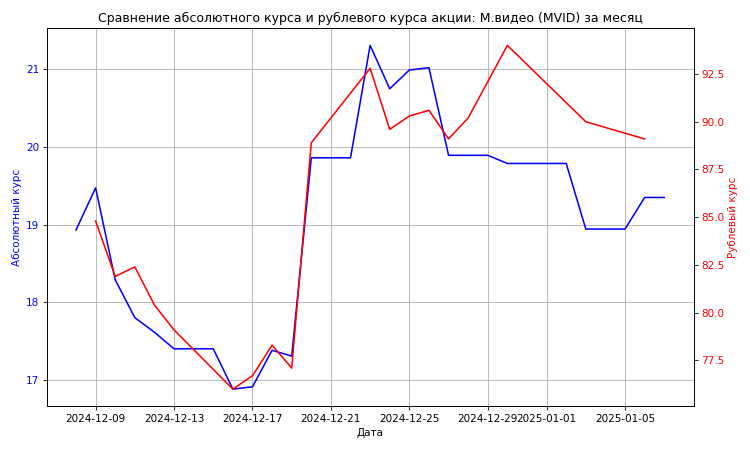 Сравнение абсолютного курса и рублевого курса акции: М.видео (MVID) за месяц
Абсолютный курс
21
20
19
18
17
92.5
90.0
87.5
85.0
82.5
80.0
77.5
Рублевый курс
2024-12-09 2024-12-13 2024-12-17 2024-12-21 2024-12-25 2024-12-29 2025-01-01 2025-01-05
Дата